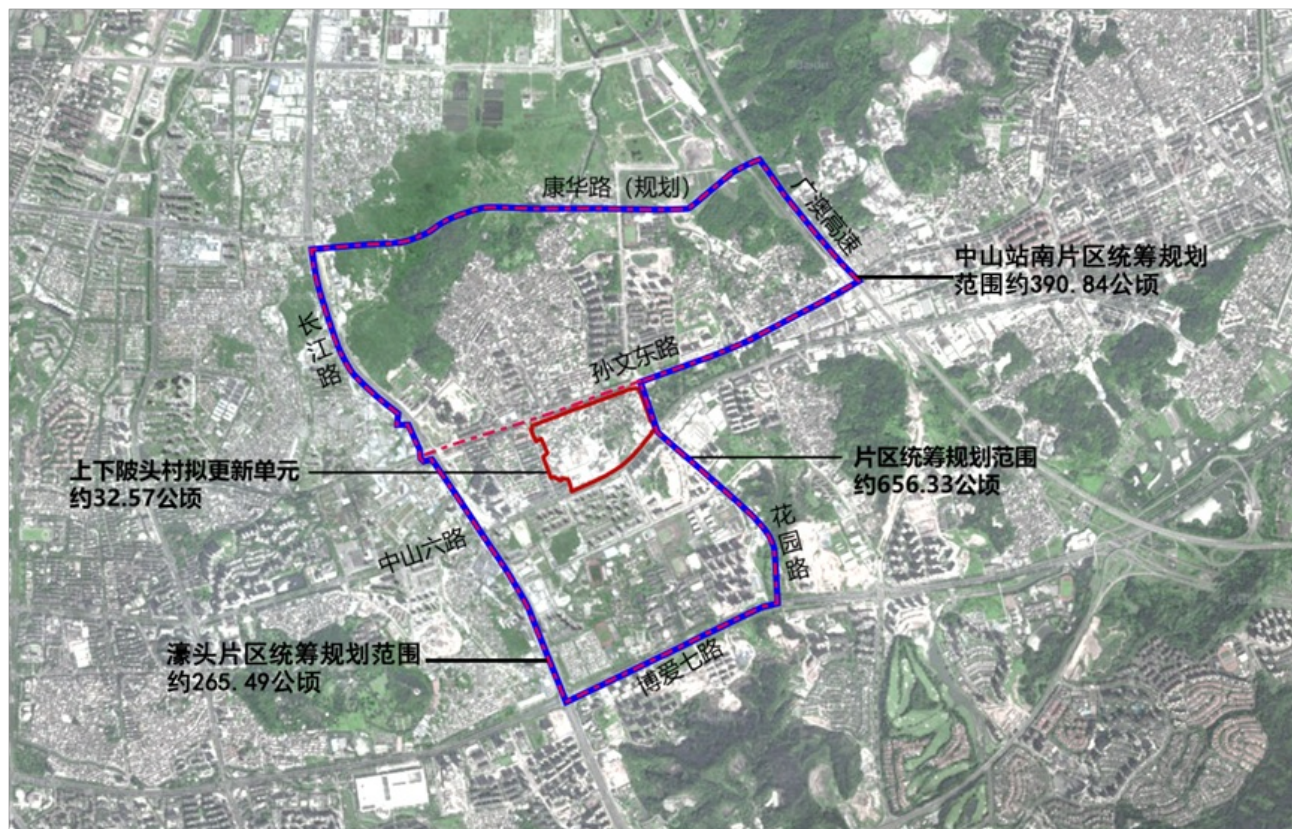 康华路（规划）
广澳高速
中山站南片区统筹规划
范围约390.84公顷
长江路
孙文东路
上下陂头村拟更新单元
约32.57公顷
片区统筹规划范围
约656.33公顷
花园路
中山六路
濠头片区统筹规划范围
约265.49公顷
博爱七路